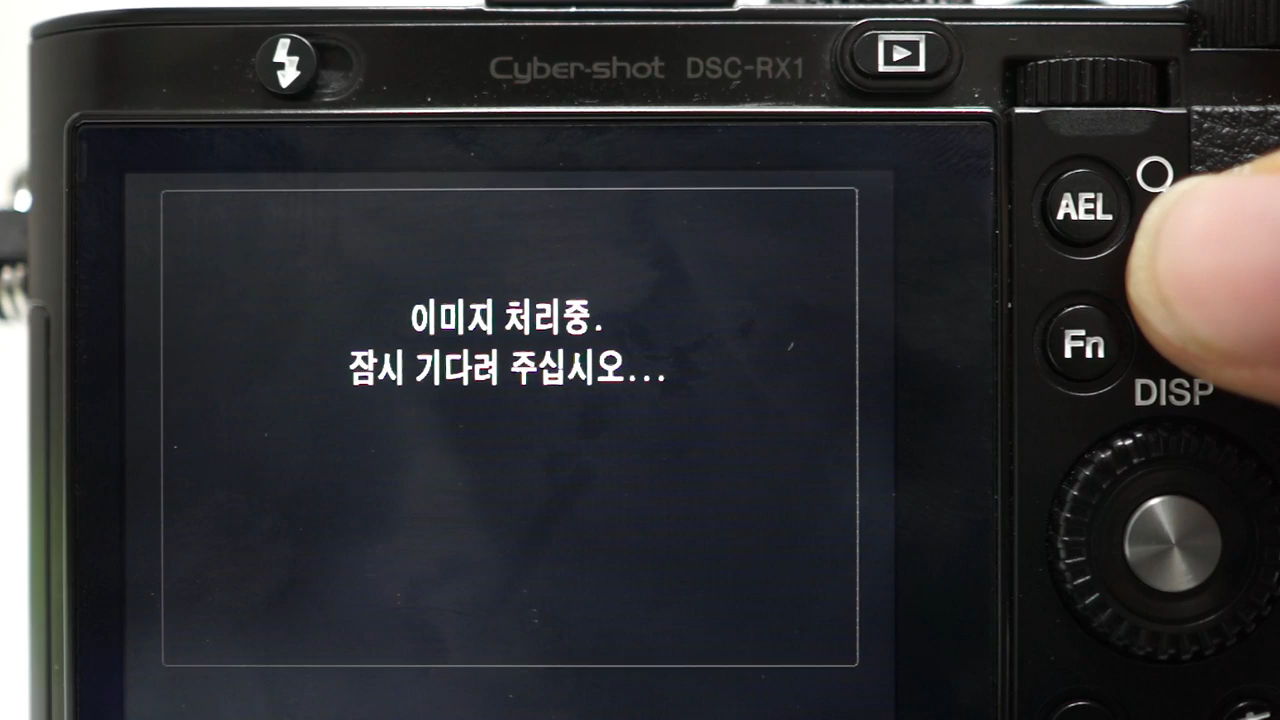 Cyber-shot DSC-RX1
AEL
이미지 처리중.
잠시 기다려 주십시오...
Fn
DISP